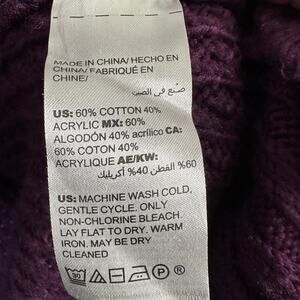 MADE IN CHINA/ HECHO EN
CHINA/ FABRIQUÉ EN
CHINE/
صنع في الصين
US: 60% COTTON 40%
ACRYLIC MX: 60%
ALGODÓN 40% acrílico CA:
60% COTON 40%
ACRYLIQUE AE/KW:
60% القطن 40% أكريليك
US: MACHINE WASH COLD,
GENTLE CYCLE. ONLY
NON-CHLORINE BLEACH.
LAY FLAT TO DRY. WARM
IRON. MAY BE DRY
CLEANED
30
P